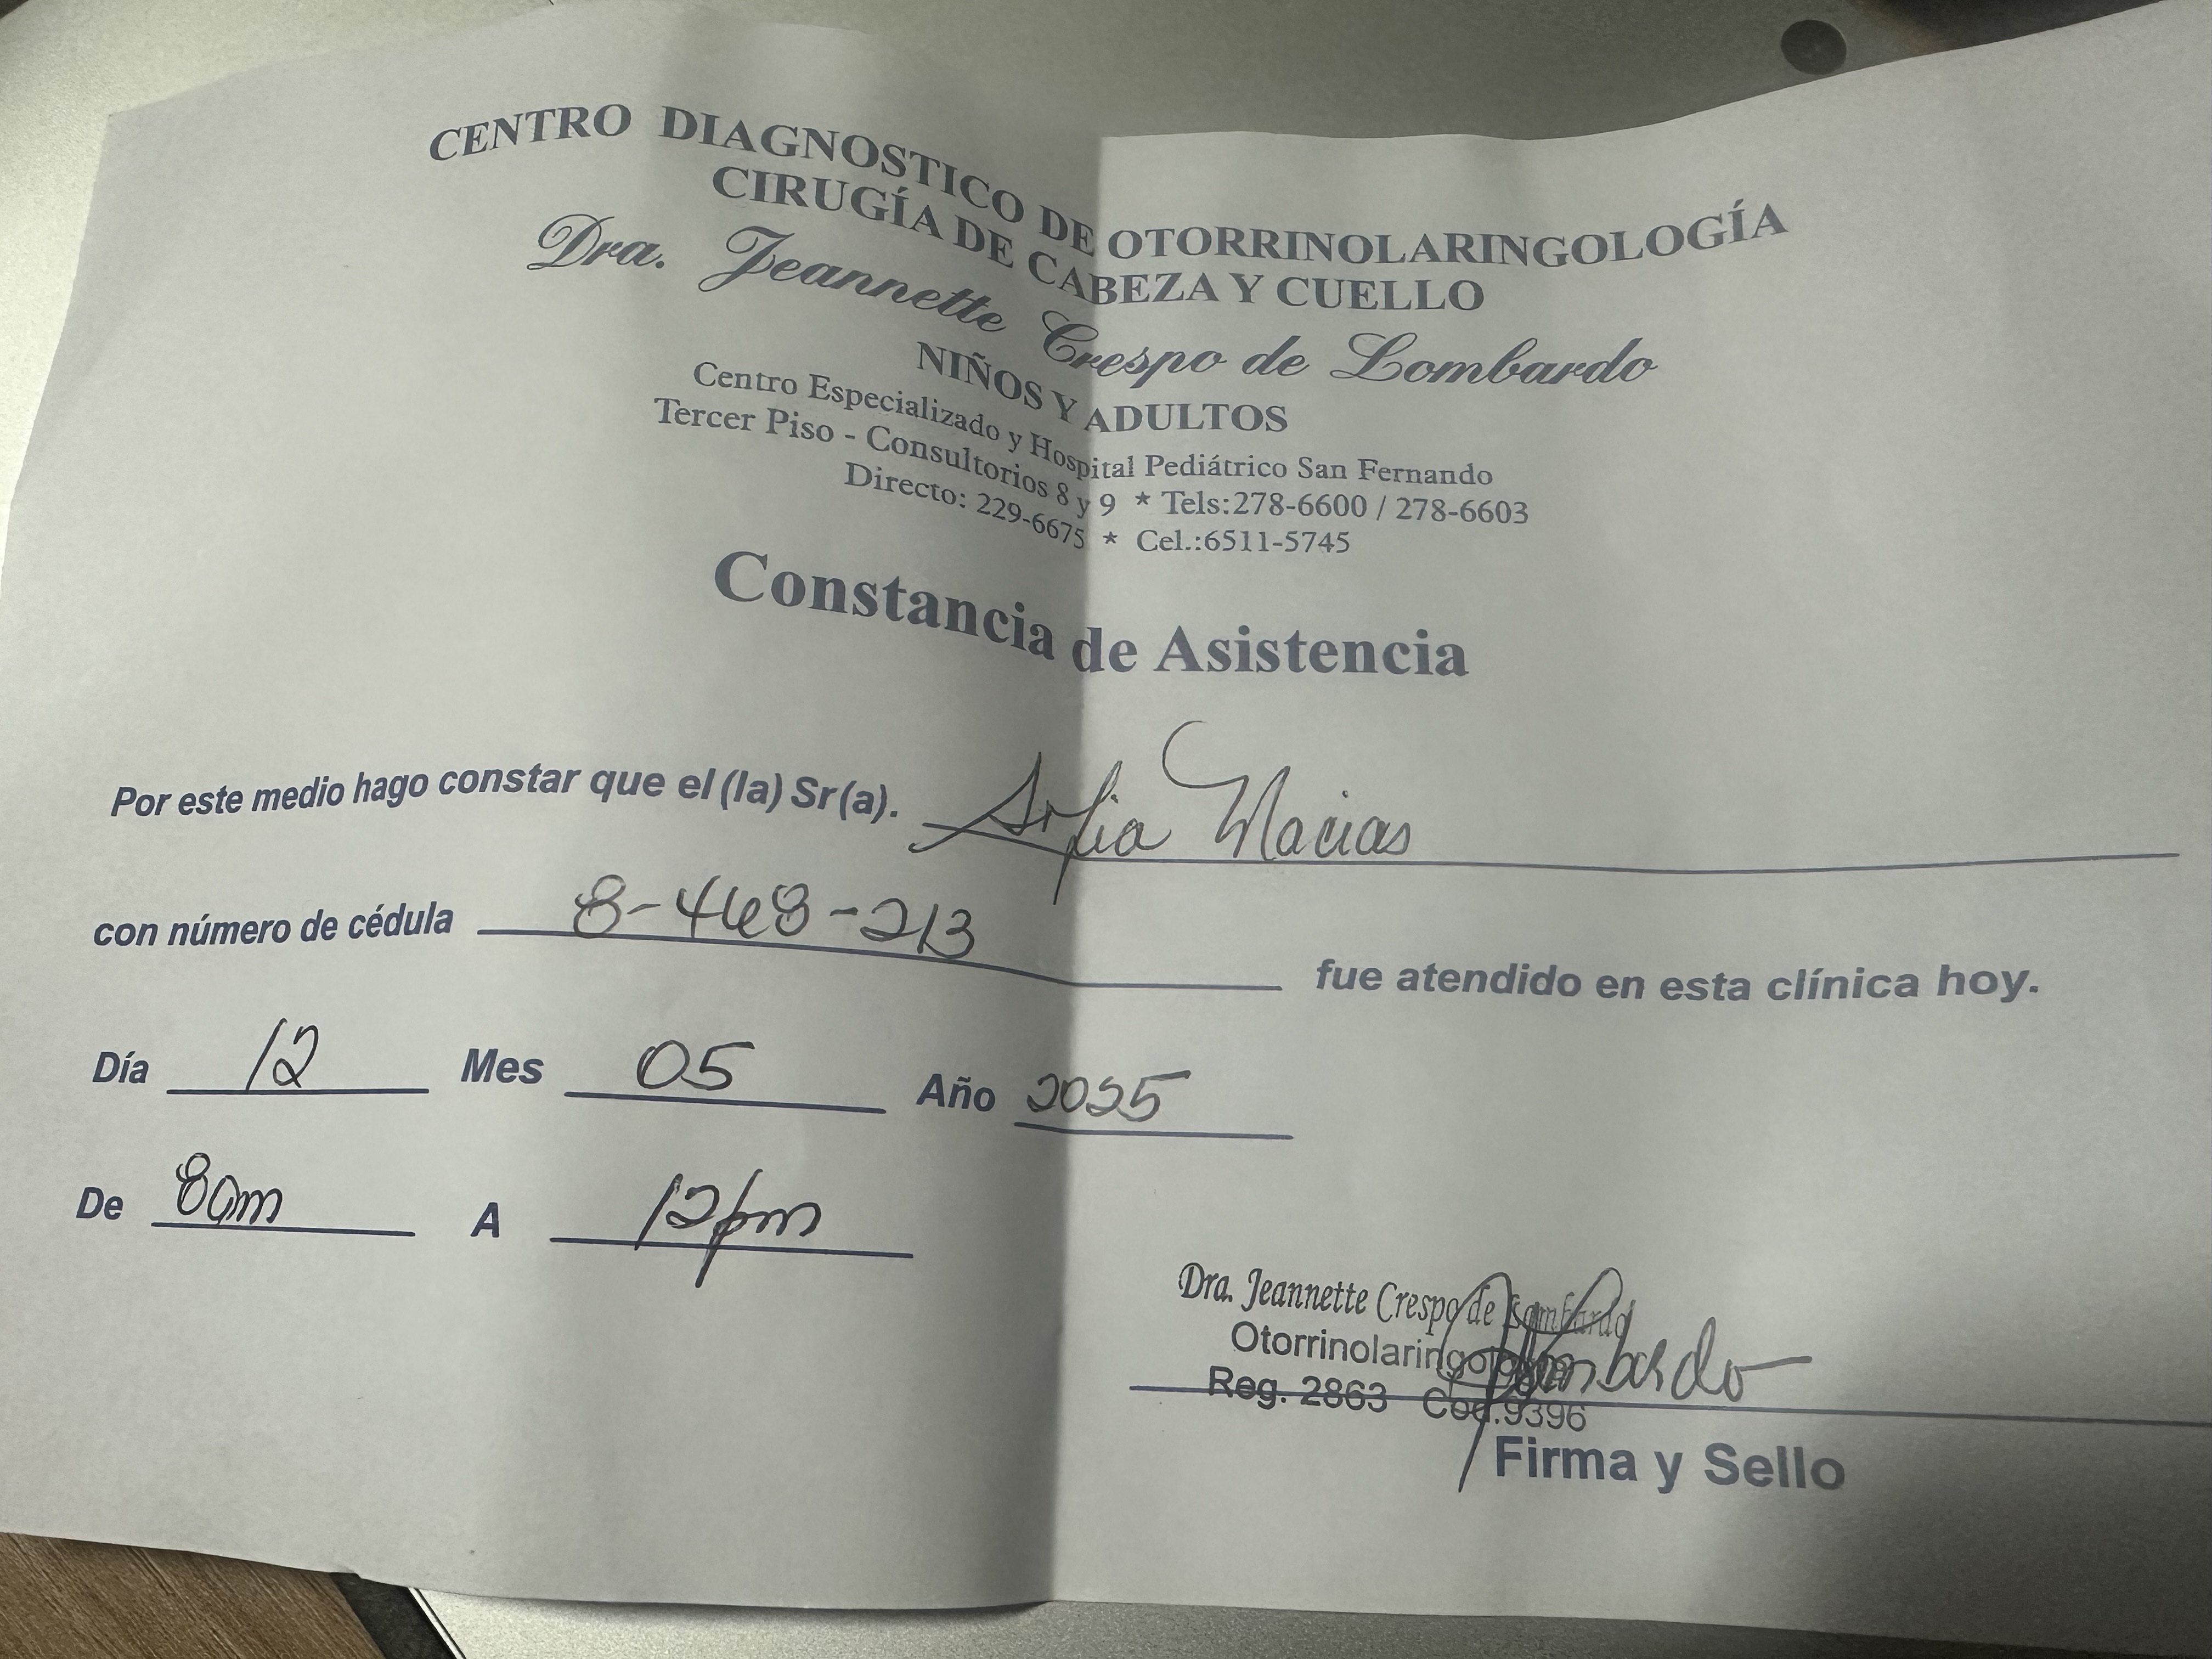 CENTRO DIAGNOSTICO DE OTORRINOLARINGOLOGÍA
CIRUGÍA DE CABEZA Y CUELLO
Dra. Jeannette Crespo de Lombardo
NIÑOS Y ADULTOS
Centro Especializado y Hospital Pediátrico San Fernando
Tercer Piso - Consultorios 8 y 9 * Tels:278-6600 / 278-6603
Directo: 229-6675 * Cel.:6511-5745
Constancia de Asistencia
Por este medio hago constar que el (la) Sr(a). Macias
con número de cédula 8-468-213 fue atendido en esta clínica hoy.
Día 12 Mes 05 Año 2025
De 8am A 12pm
Dra. Jeannette Crespo de Lombardo
Otorrinolaringologa
Reg. 2863 Cod.9396
Firma y Sello